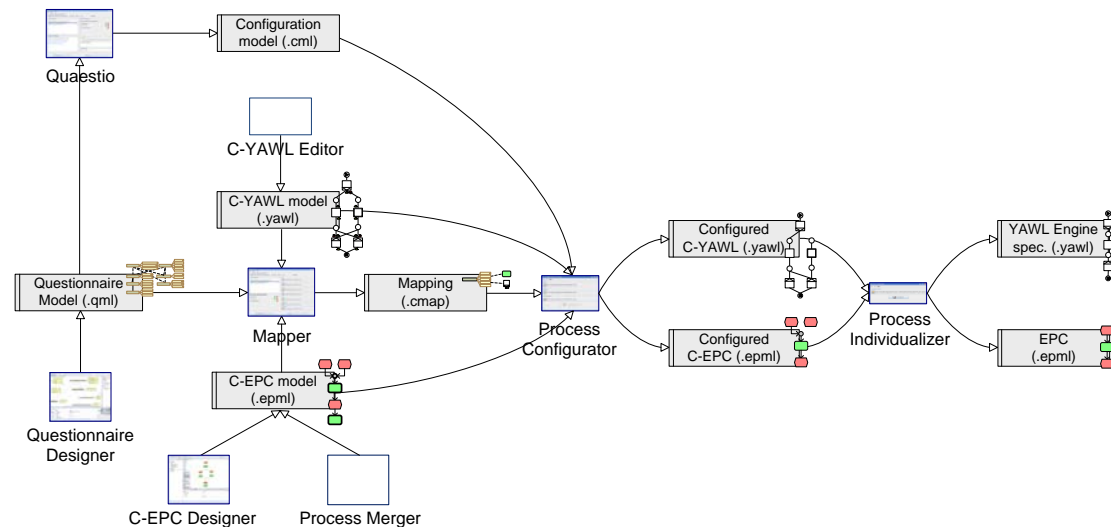 Configuration
model (.cml)
Quaestio
C-YAWL Editor
C-YAWL model
(.yawl)
Configured
C-YAWL (.yawl)
YAWL Engine
spec. (.yawl)
Questionnaire
Model (.qml)
Mapping
(.cmap)
Mapper
Process
Configurator
Process
Individualizer
Configured
C-EPC (.epml)
EPC
(.epml)
C-EPC model
(.epml)
Questionnaire
Designer
C-EPC Designer
Process Merger